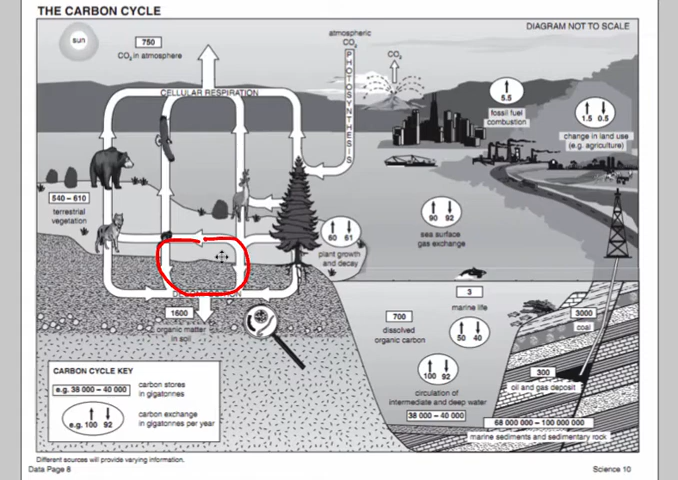 THE CARBON CYCLE
DIAGRAM NOT TO SCALE
sun
750
CO2 in atmosphere
atmospheric
CO2
PHOTOSYNTHESIS
CO2
CELLULAR RESPIRATION
5.5
fossil fuel
combustion
1.5 0.5
change in land use
(e.g. agriculture)
540 – 610
terrestrial
vegetation
90 92
sea surface
gas exchange
60 61
plant growth
and decay
1600
organic matter
in soil
3
marine life
700
dissolved
organic carbon
50 40
100 92
circulation of
intermediate and deep water
38 000 – 40 000
3000
coal
300
oil and gas deposit
68 000 000 – 100 000 000
marine sediments and sedimentary rock
CARBON CYCLE KEY
e.g. 38 000 – 40 000
carbon stores
in gigatonnes
e.g. 100 92
carbon exchange
in gigatonnes per year
Different sources will provide varying information.
Data Page 8
Science 10